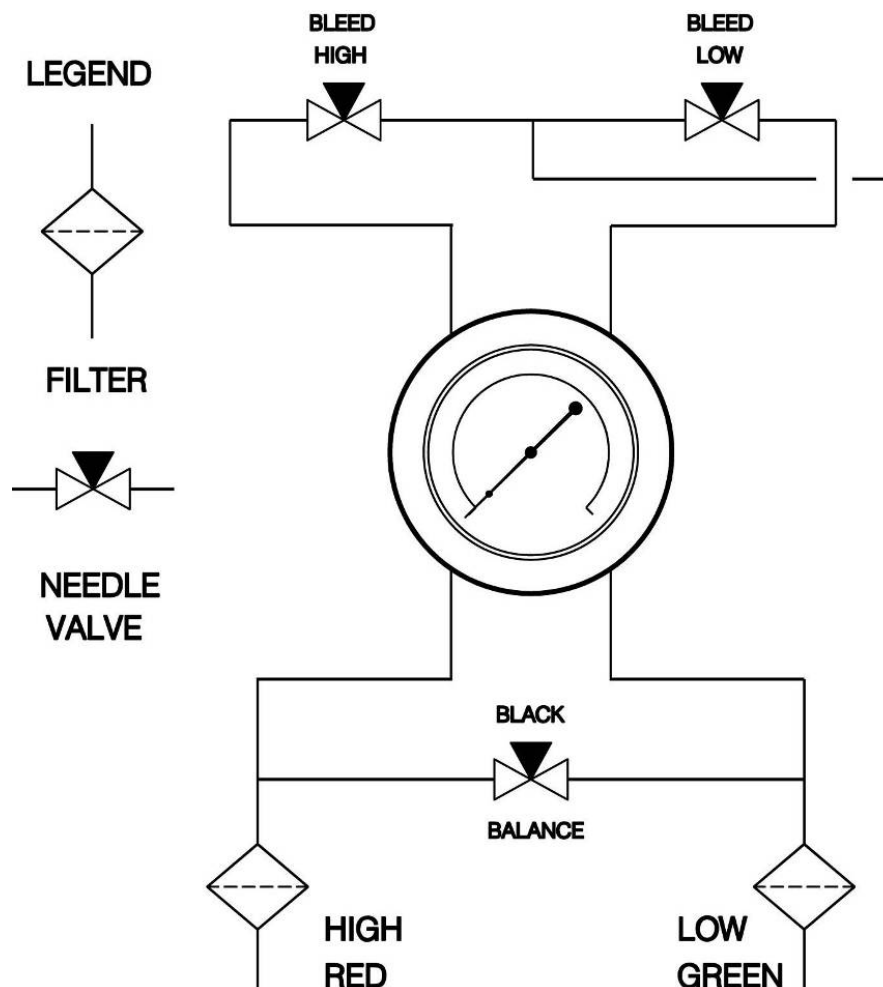 BLEED
HIGH
BLEED
LOW
LEGEND
FILTER
NEEDLE
VALVE
BLACK
BALANCE
HIGH
RED
LOW
GREEN